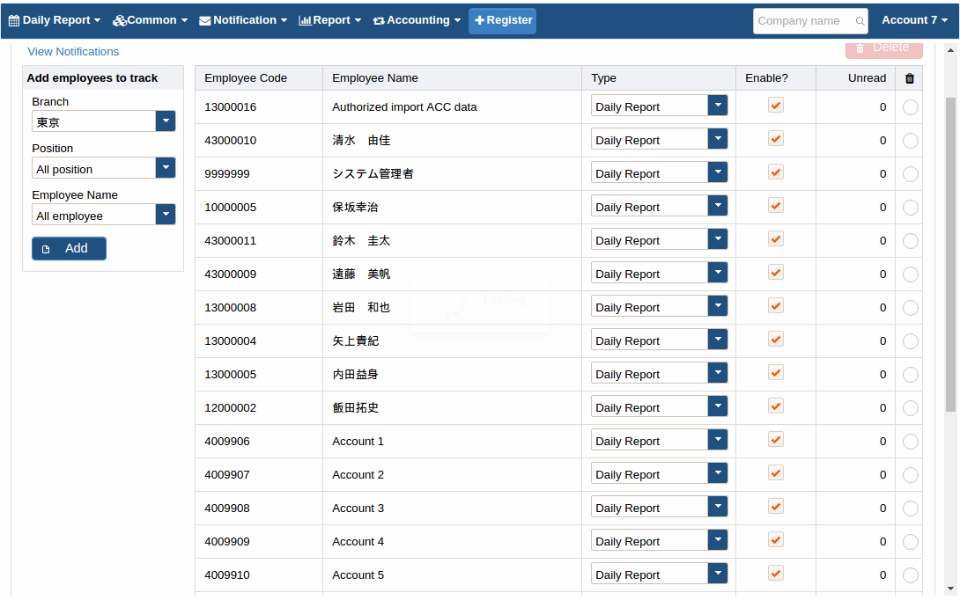 Daily Report Common Notification Report Accounting + Register Company name Account 7
Delete
View Notifications
Add employees to track
Branch
東京
Position
All position
Employee Name
All employee
Add
Employee Code Employee Name Type Enable? Unread
13000016 Authorized import ACC data Daily Report 0
43000010 清水　由佳 Daily Report 0
9999999 システム管理者 Daily Report 0
10000005 保坂幸治 Daily Report 0
43000011 鈴木　圭太 Daily Report 0
43000009 遠藤　美帆 Daily Report 0
13000008 岩田　和也 Daily Report 0
13000004 矢上貴紀 Daily Report 0
13000005 内田益身 Daily Report 0
12000002 飯田拓史 Daily Report 0
4009906 Account 1 Daily Report 0
4009907 Account 2 Daily Report 0
4009908 Account 3 Daily Report 0
4009909 Account 4 Daily Report 0
4009910 Account 5 Daily Report 0